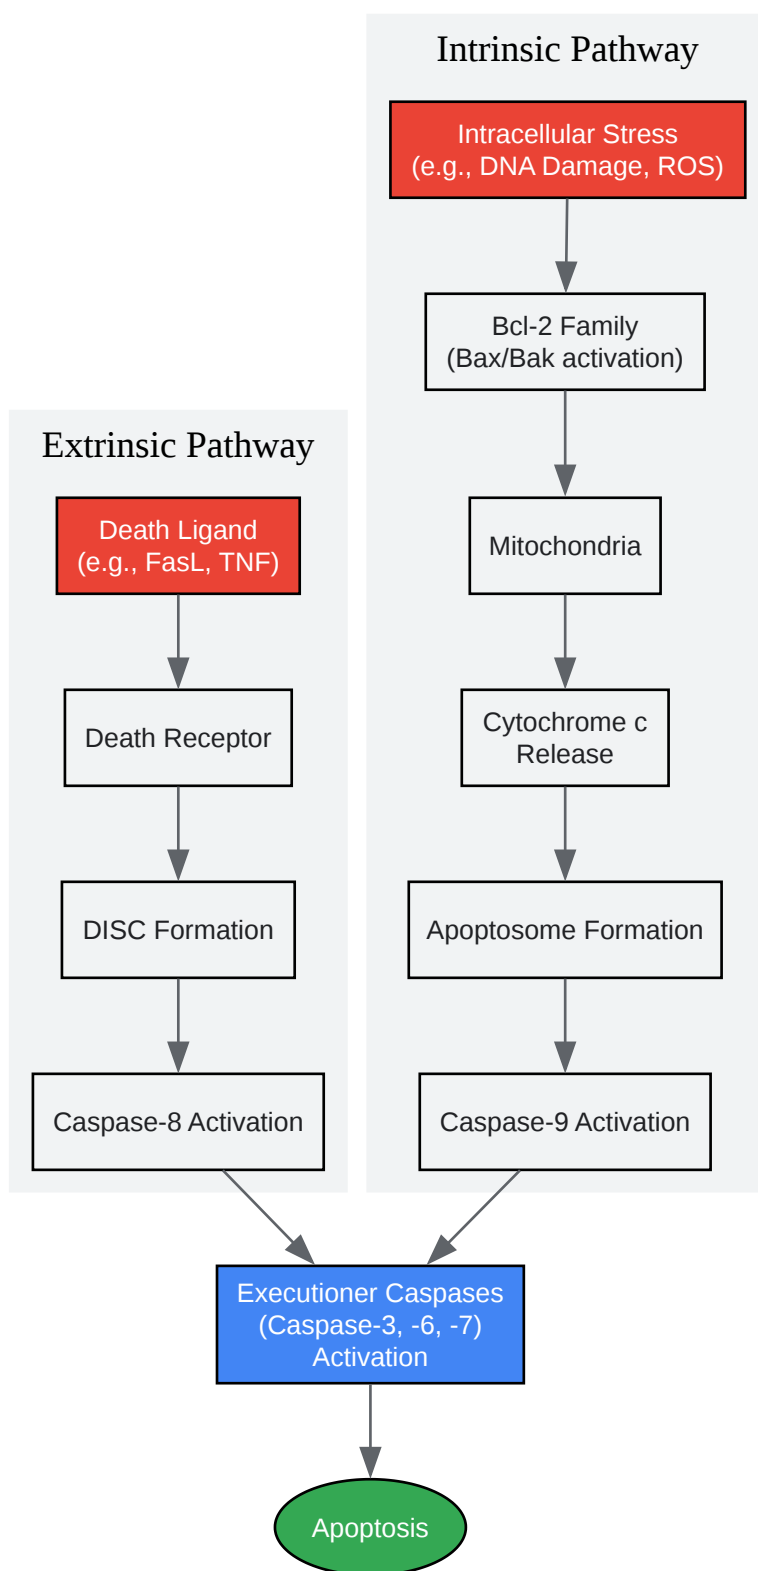 Intrinsic Pathway
Intracellular Stress
(e.g., DNA Damage, ROS)
Bcl-2 Family
(Bax/Bak activation)
Mitochondria
Cytochrome c
Release
Apoptosome Formation
Caspase-9 Activation
Extrinsic Pathway
Death Ligand
(e.g., FasL, TNF)
Death Receptor
DISC Formation
Caspase-8 Activation
Executioner Caspases
(Caspase-3, -6, -7)
Activation
Apoptosis